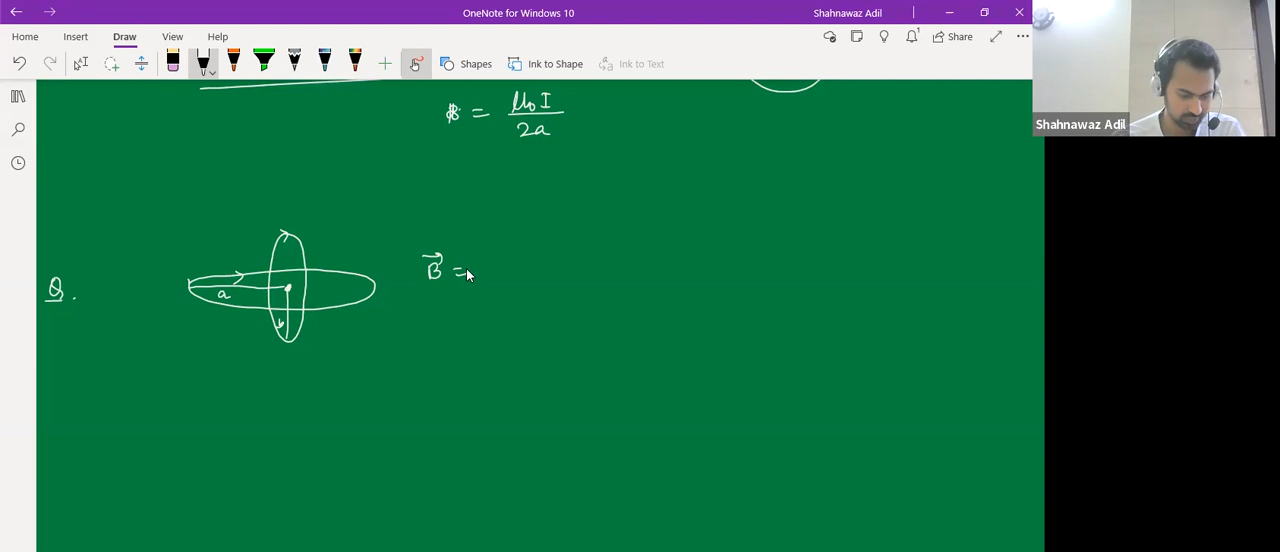 OneNote for Windows 10
Shahnawaz Adil
Home Insert Draw View Help
Shapes Ink to Shape Ink to Text Share
Shahnawaz Adil
B = μ₀I / 2a
Q.
a
B⃗ =